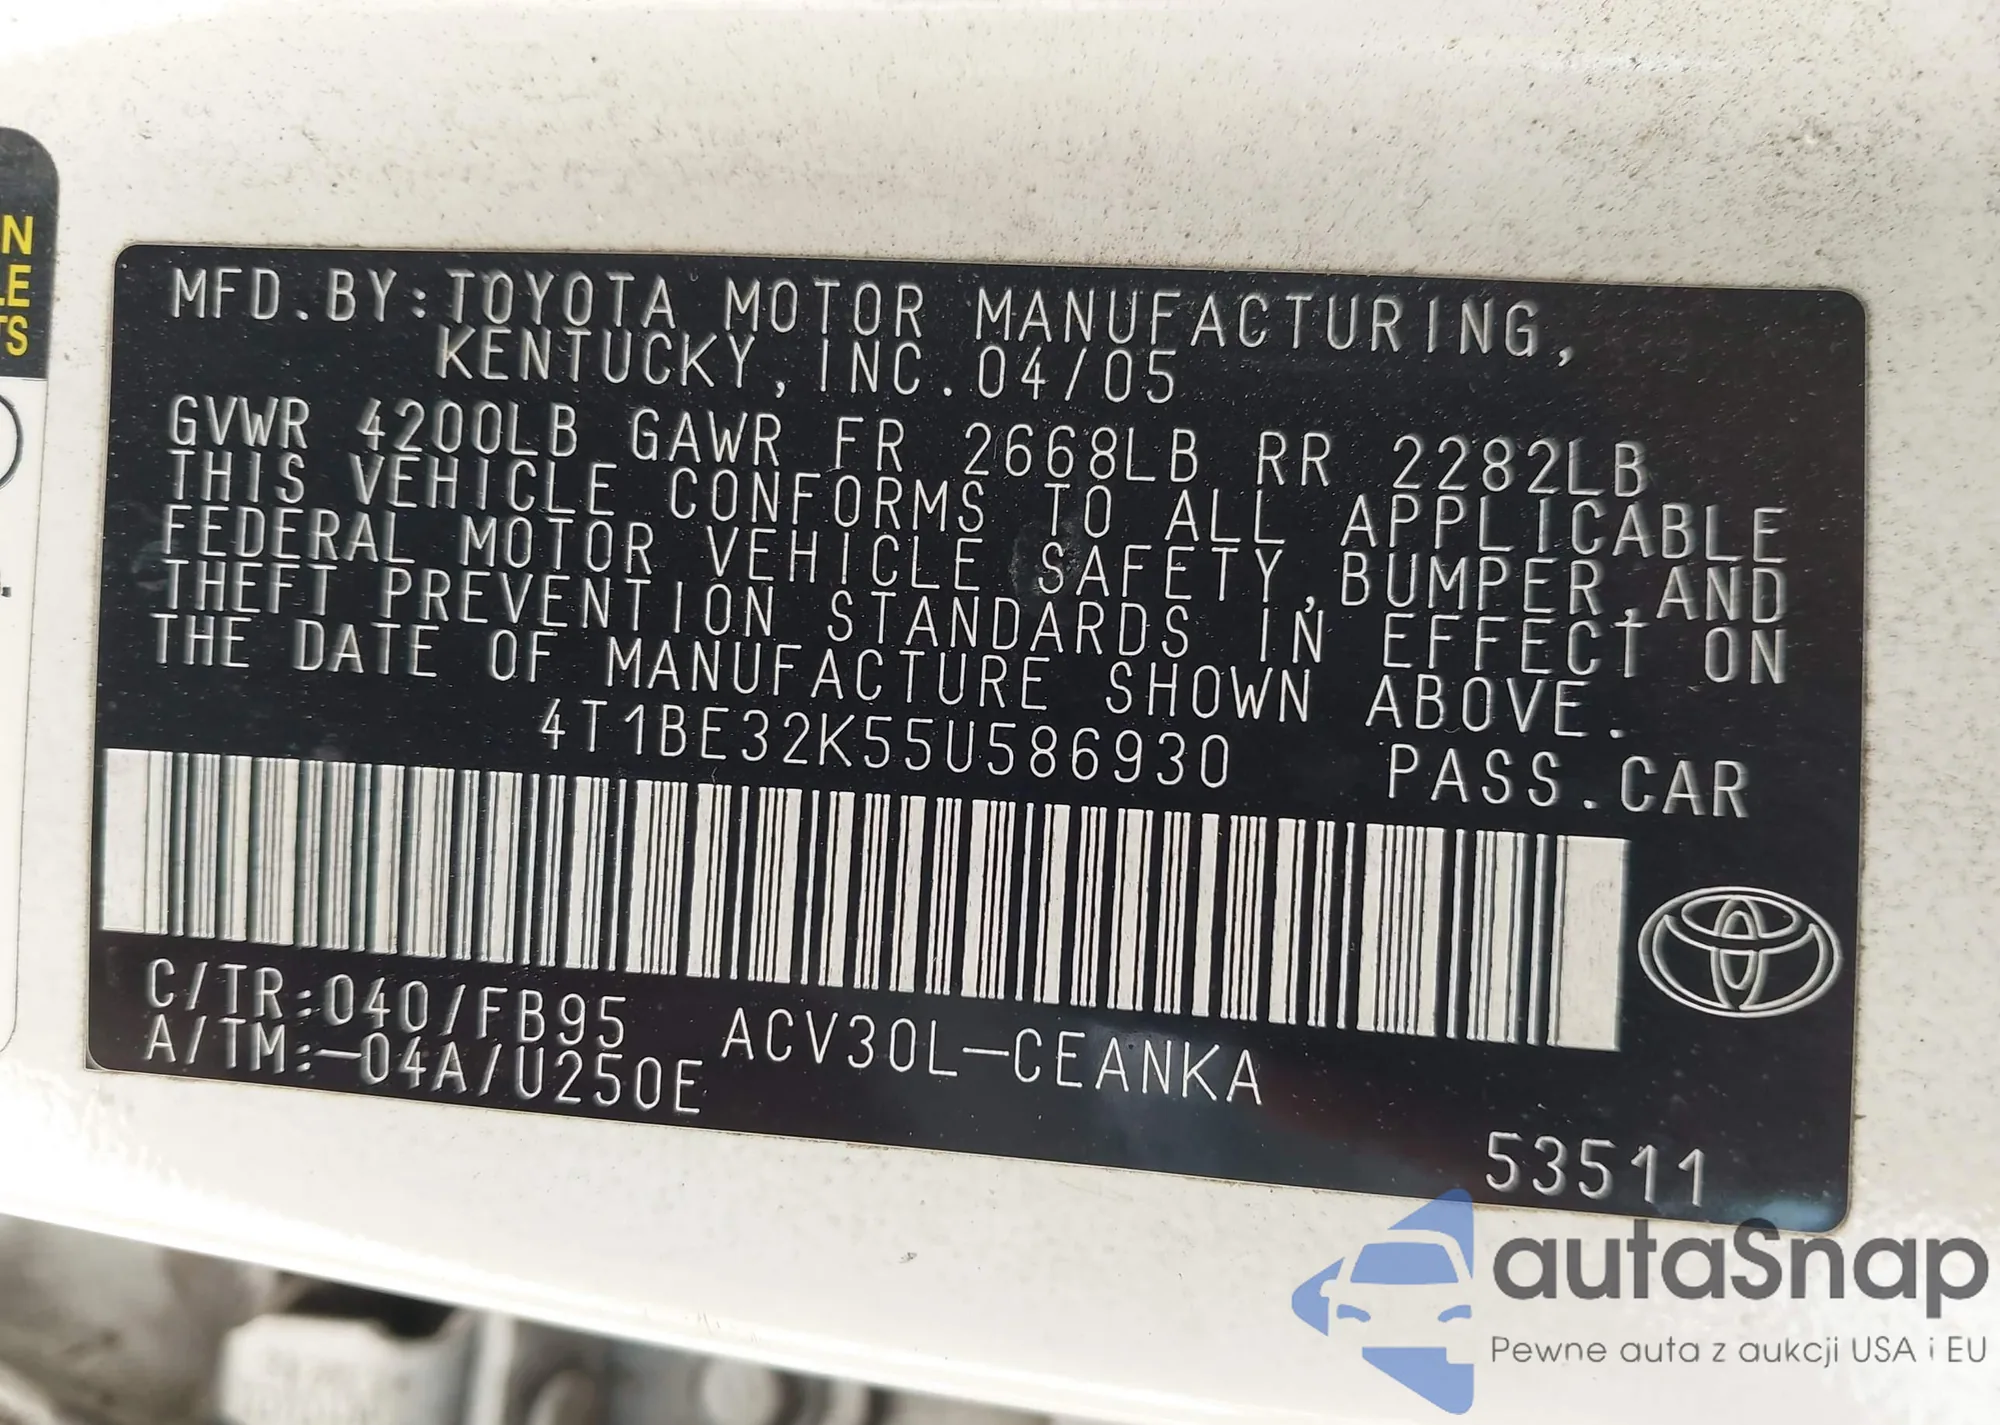 N
LE
TS
MFD.BY:TOYOTA MOTOR MANUFACTURING,
KENTUCKY,INC.04/05
GVWR 4200LB GAWR FR 2668LB RR 2282LB
THIS VEHICLE CONFORMS TO ALL APPLICABLE
FEDERAL MOTOR VEHICLE SAFETY,BUMPER,AND
THEFT PREVENTION STANDARDS IN EFFECT ON
THE DATE OF MANUFACTURE SHOWN ABOVE.
4T1BE32K55U586930 PASS.CAR
C/TR:040/FB95 ACV30L-CEANKA
A/TM:-04A/U250E
53511
autaSnap
Pewne auta z aukcji USA i EU